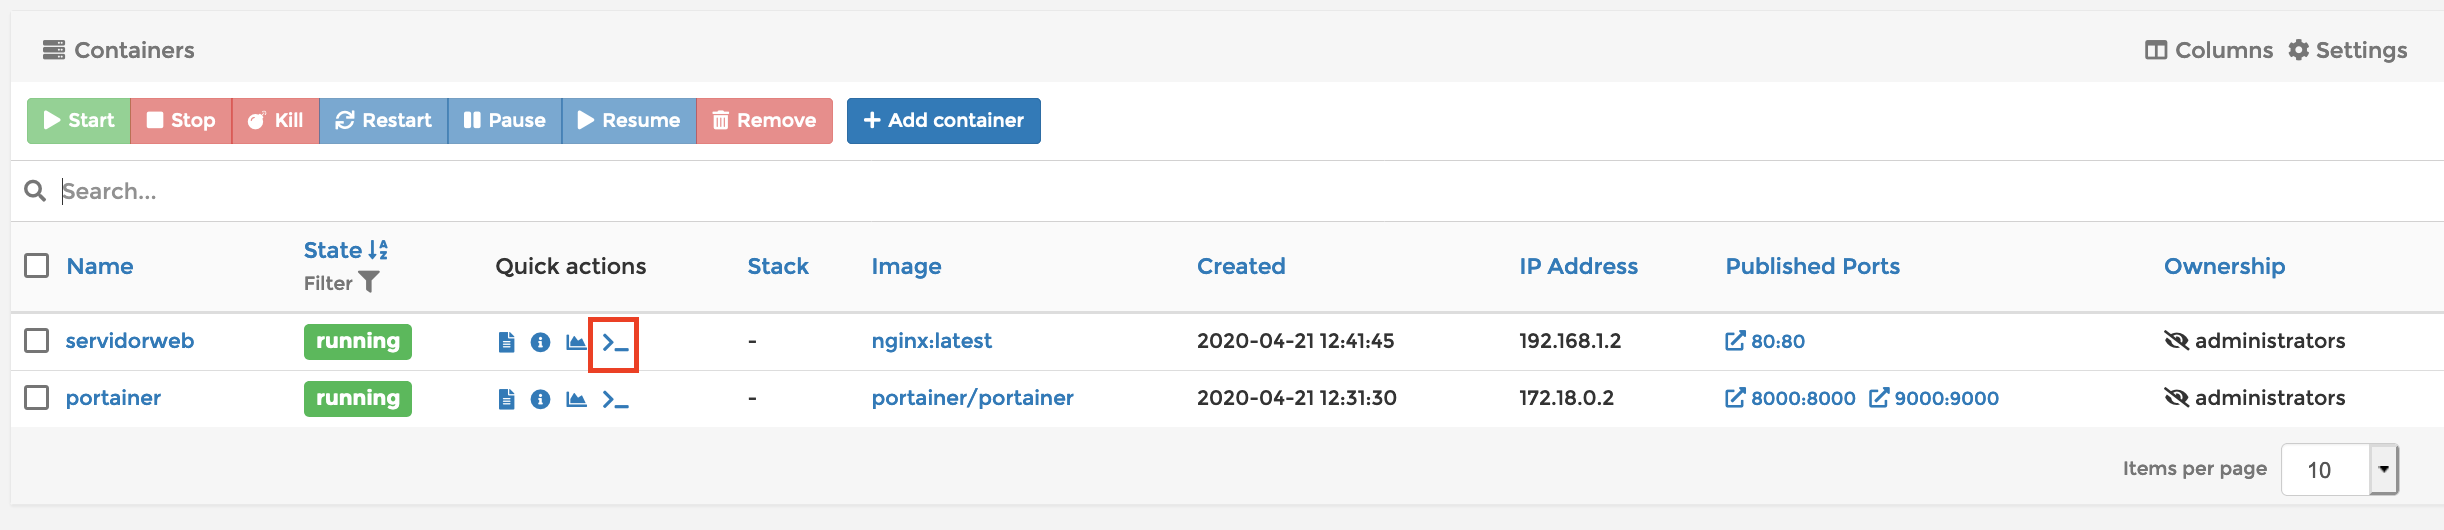 Containers Columns Settings
Start Stop Kill Restart Pause Resume Remove + Add container
Search...
Name State Filter Quick actions Stack Image Created IP Address Published Ports Ownership
servidorweb running >_ - nginx:latest 2020-04-21 12:41:45 192.168.1.2 80:80 administrators
portainer running >_ - portainer/portainer 2020-04-21 12:31:30 172.18.0.2 8000:8000 9000:9000 administrators
Items per page 10